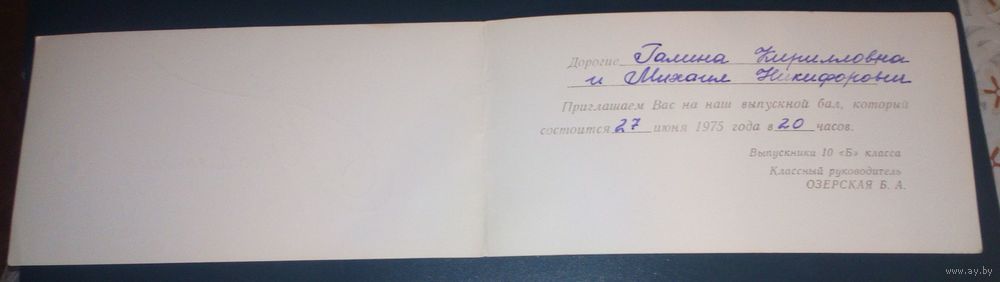 Дорогие Галина Кирилловна
и Михаил Никифорович
Приглашаем Вас на наш выпускной бал, который
состоится 27 июня 1975 года в 20 часов.
Выпускники 10 «Б» класса
Классный руководитель
ОЗЕРСКАЯ Б. А.
www.ay.by